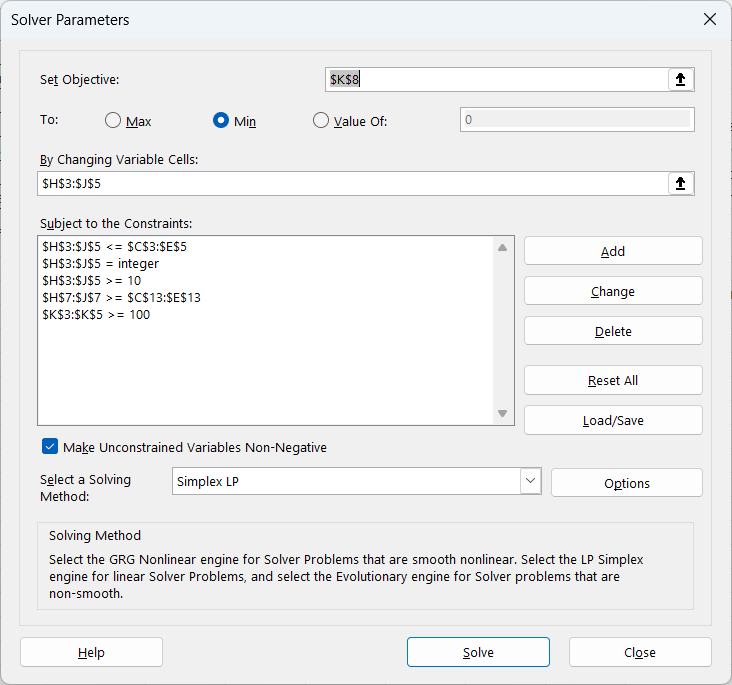 Solver Parameters
Set Objective:
$K$8
To:
Max
Min
Value Of:
0
By Changing Variable Cells:
$H$3:$J$5
Subject to the Constraints:
$H$3:$J$5 <= $C$3:$E$5
$H$3:$J$5 = integer
$H$3:$J$5 >= 10
$H$7:$J$7 >= $C$13:$E$13
$K$3:$K$5 >= 100
Add
Change
Delete
Reset All
Load/Save
Make Unconstrained Variables Non-Negative
Select a Solving
Method:
Simplex LP
Options
Solving Method
Select the GRG Nonlinear engine for Solver Problems that are smooth nonlinear. Select the LP Simplex
engine for linear Solver Problems, and select the Evolutionary engine for Solver problems that are
non-smooth.
Help
Solve
Close